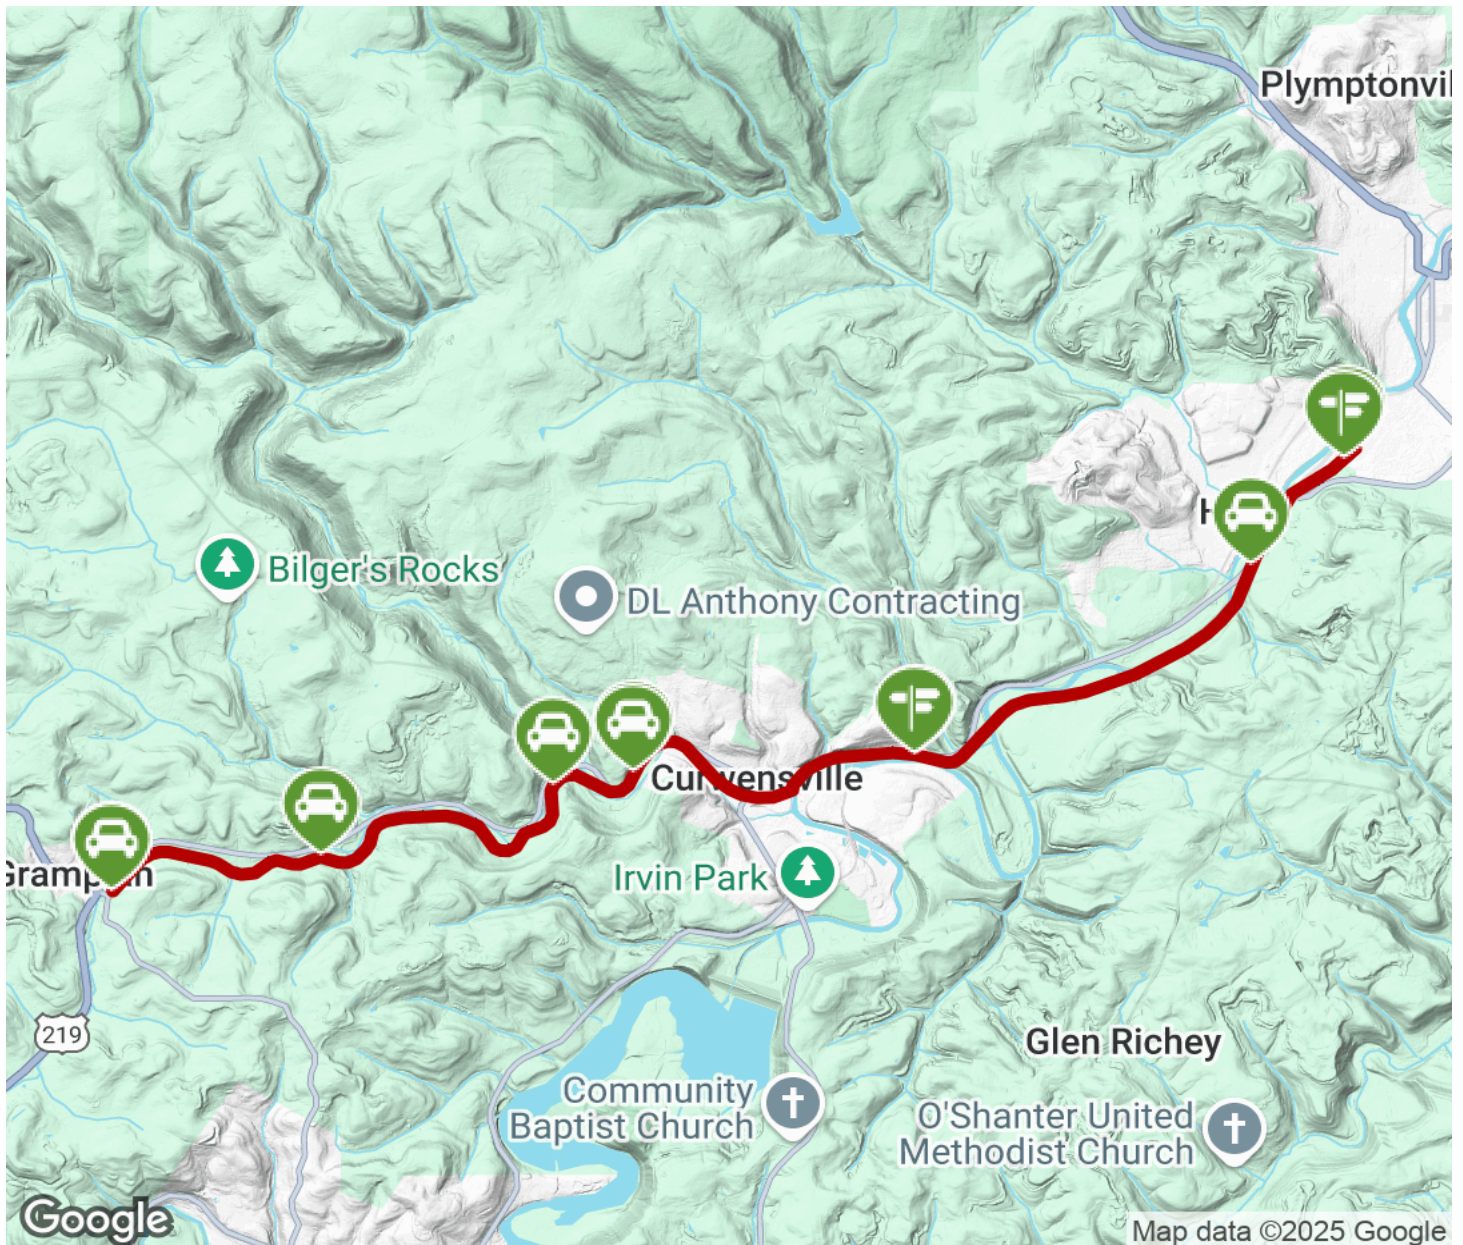 Plymptonvil
H
Bilger's Rocks
DL Anthony Contracting
Curwensville
Irvin Park
219
Glen Richey
Community
Baptist Church
O'Shanter United
Methodist Church
Google
Map data ©2025 Google